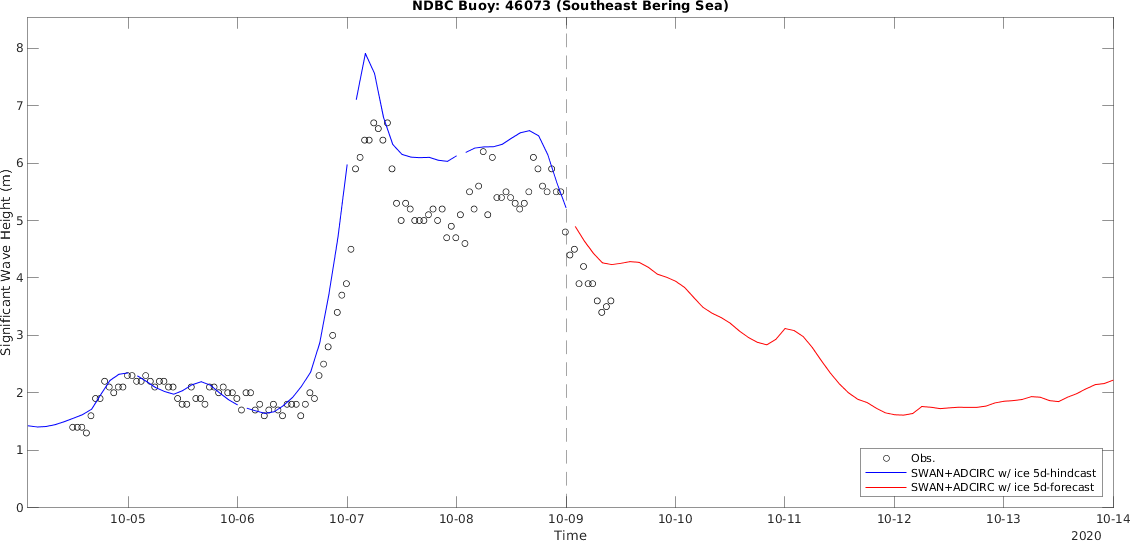 NDBC Buoy: 46073 (Southeast Bering Sea)
Significant Wave Height (m)
8
7
6
5
4
3
2
1
0
Obs.
SWAN+ADCIRC w/ ice 5d-hindcast
SWAN+ADCIRC w/ ice 5d-forecast
10-05 10-06 10-07 10-08 10-09 10-10 10-11 10-12 10-13 10-14
Time 2020